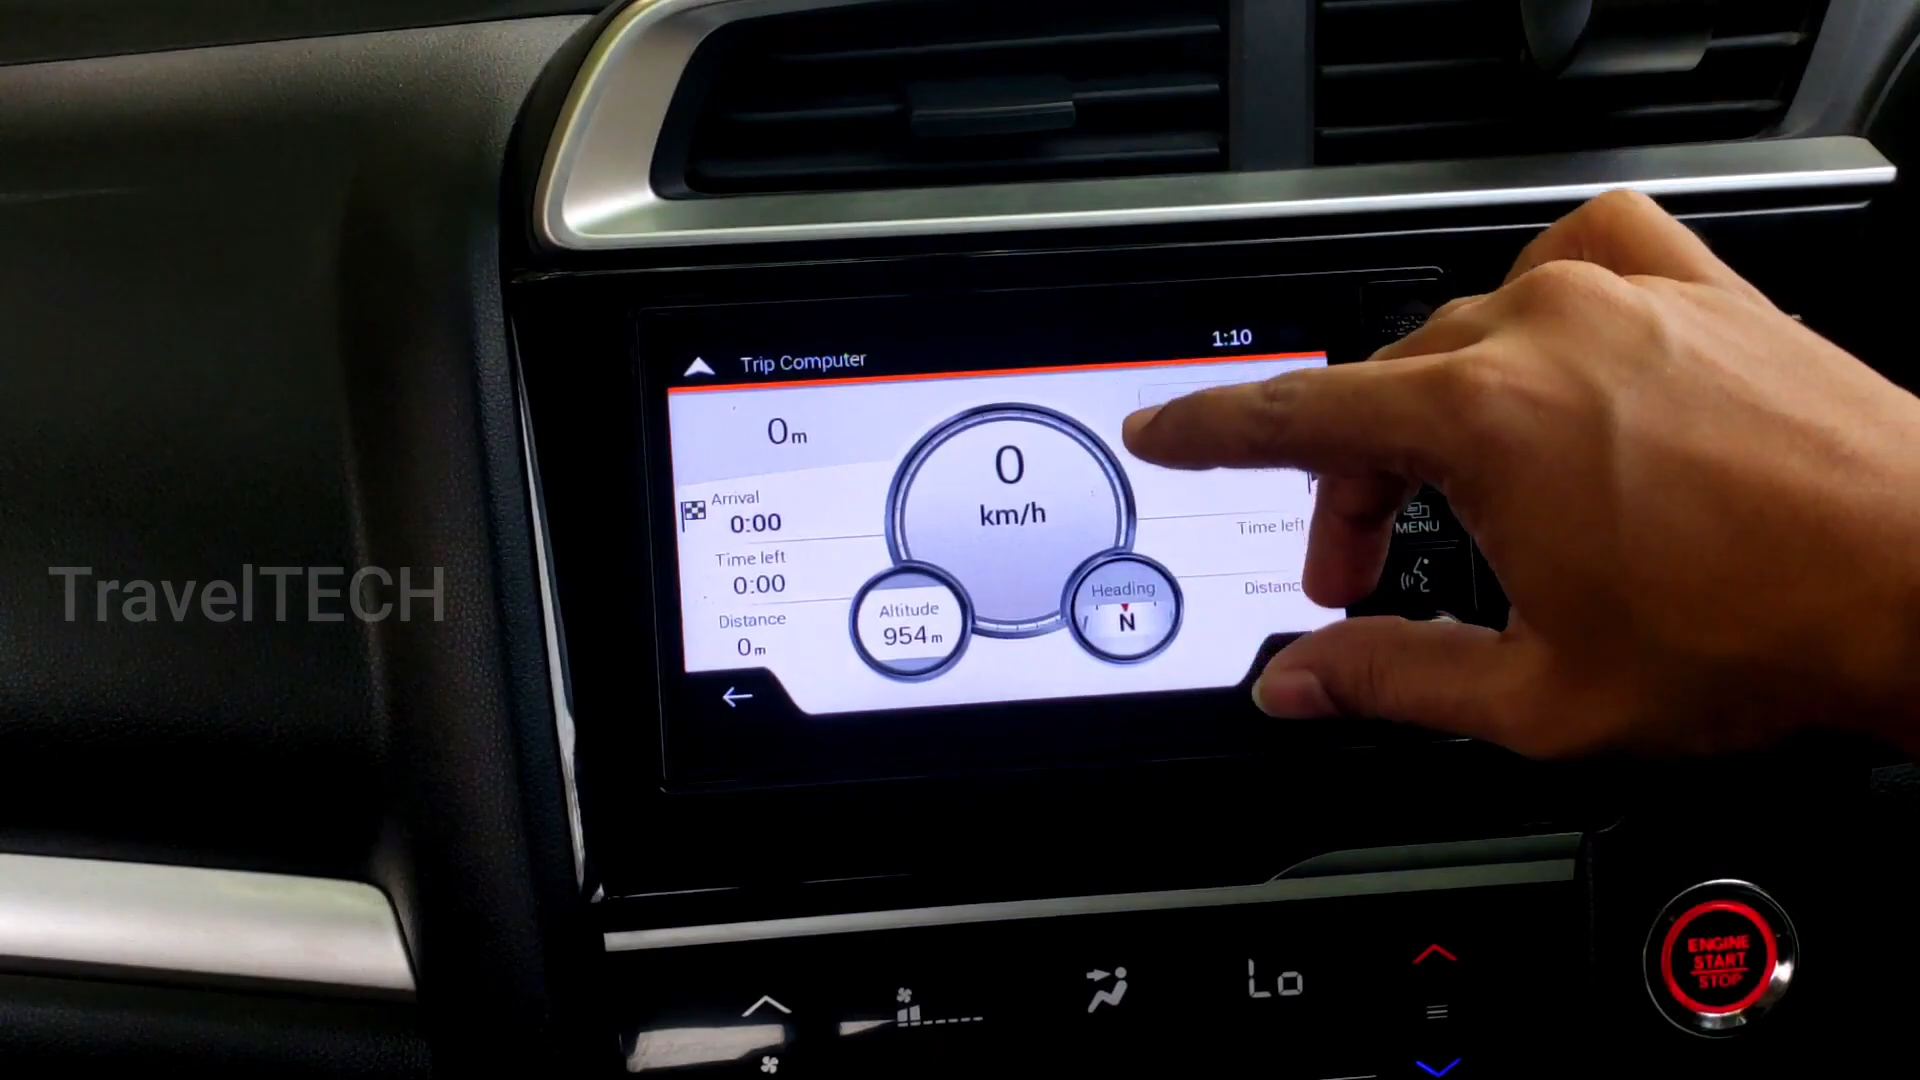 Trip Computer
1:10
0m
0
km/h
Arrival
0:00
Time left
0:00
Distance
0m
Altitude
954m
Heading
N
Time left
MENU
TravelTECH
Lo
ENGINE
START
STOP